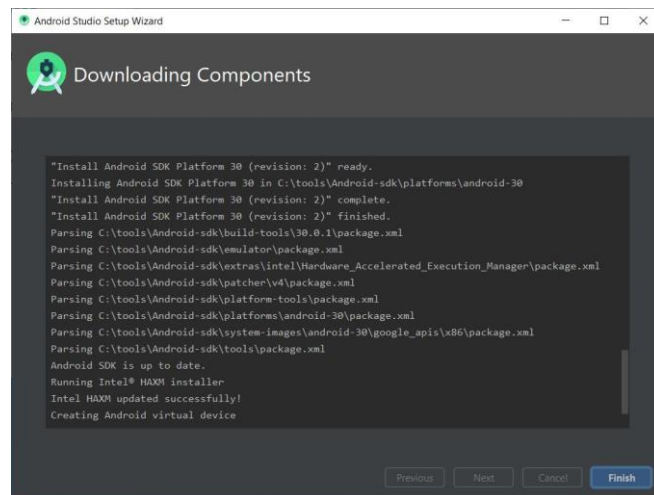 Android Studio Setup Wizard
Downloading Components
"Install Android SDK Platform 30 (revision: 2)" ready.
Installing Android SDK Platform 30 in C:\tools\Android-sdk\platforms\android-30
"Install Android SDK Platform 30 (revision: 2)" complete.
"Install Android SDK Platform 30 (revision: 2)" finished.
Parsing C:\tools\Android-sdk\build-tools\30.0.1\package.xml
Parsing C:\tools\Android-sdk\emulator\package.xml
Parsing C:\tools\Android-sdk\extras\intel\Hardware_Accelerated_Execution_Manager\package.xml
Parsing C:\tools\Android-sdk\patcher\v4\package.xml
Parsing C:\tools\Android-sdk\platform-tools\package.xml
Parsing C:\tools\Android-sdk\platforms\android-30\package.xml
Parsing C:\tools\Android-sdk\system-images\android-30\google_apis\x86\package.xml
Parsing C:\tools\Android-sdk\tools\package.xml
Android SDK is up to date.
Running Intel® HAXM installer
Intel HAXM updated successfully!
Creating Android virtual device
Previous Next Cancel Finish